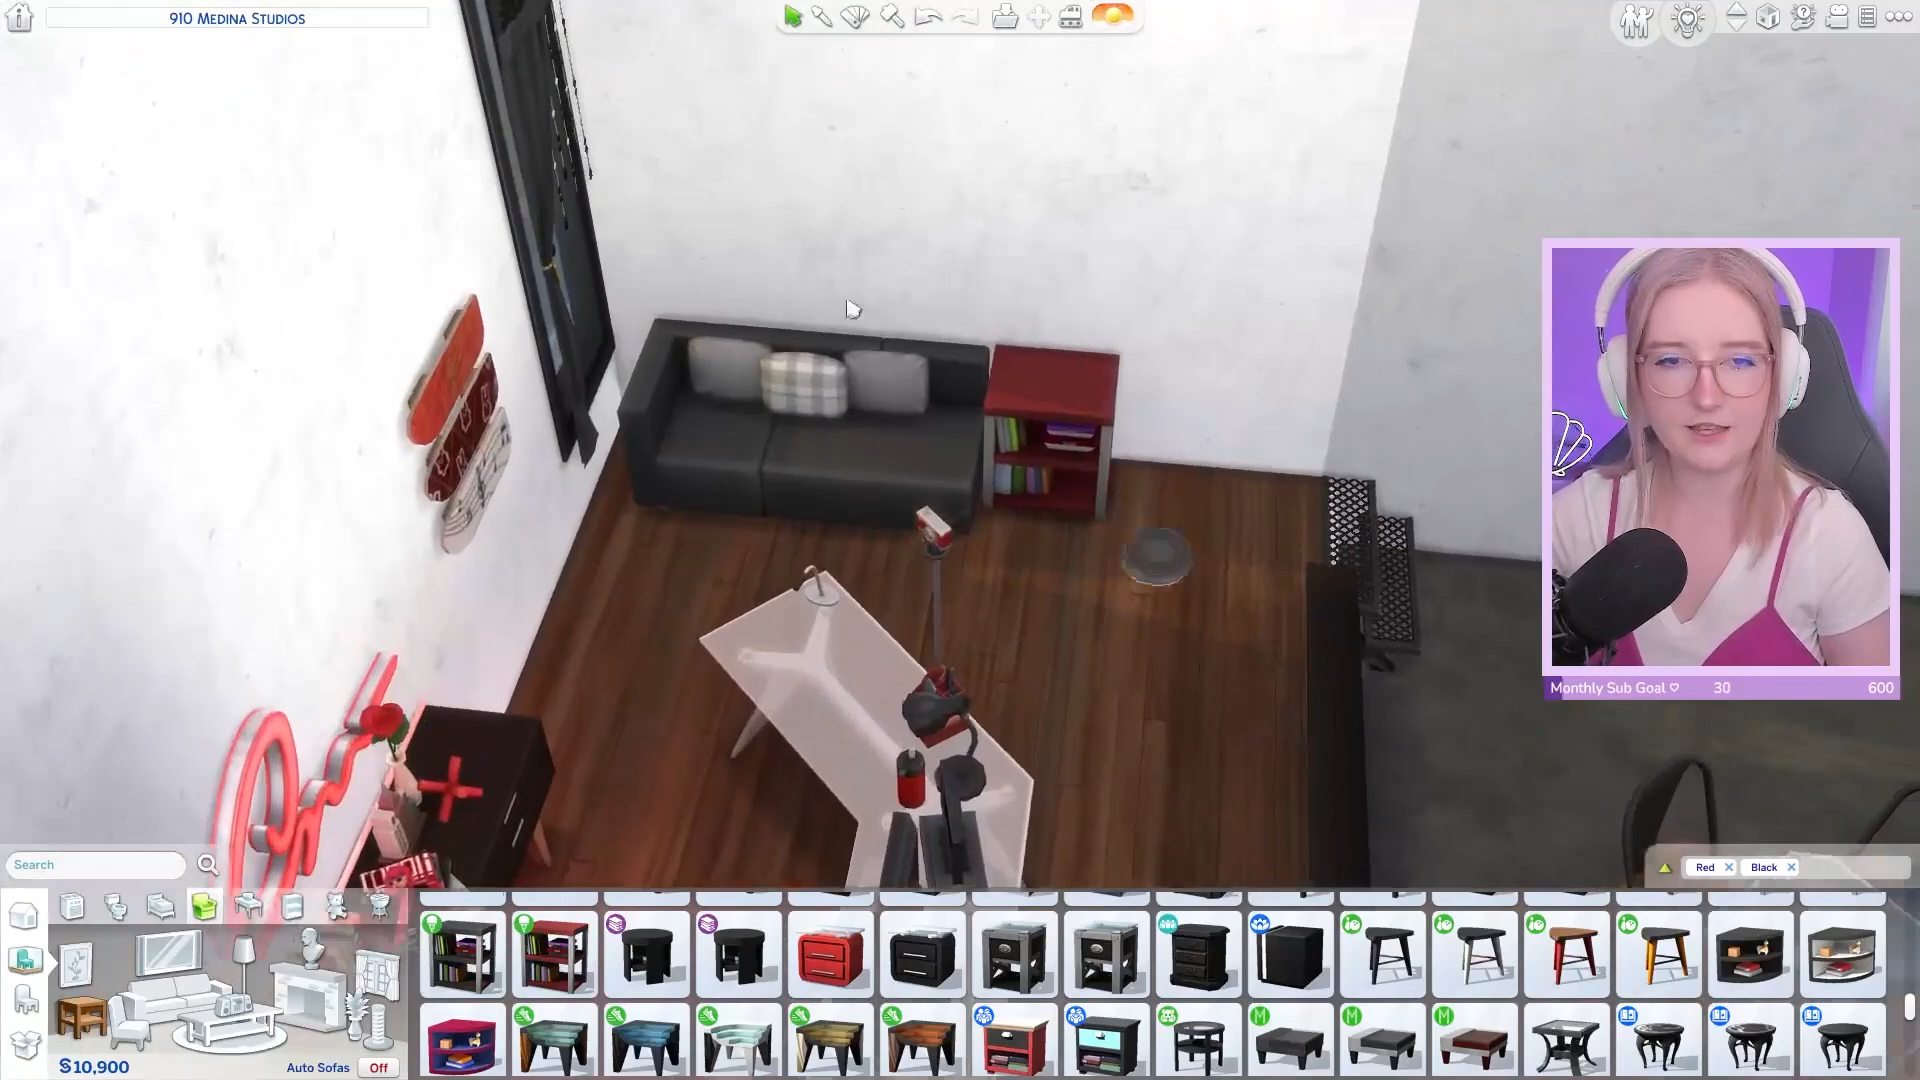 910 MEDINA STUDIOS
Monthly Sub Goal ♡ 30 600
Search
Red ✕ Black ✕
§10,900
Auto Sofas Off